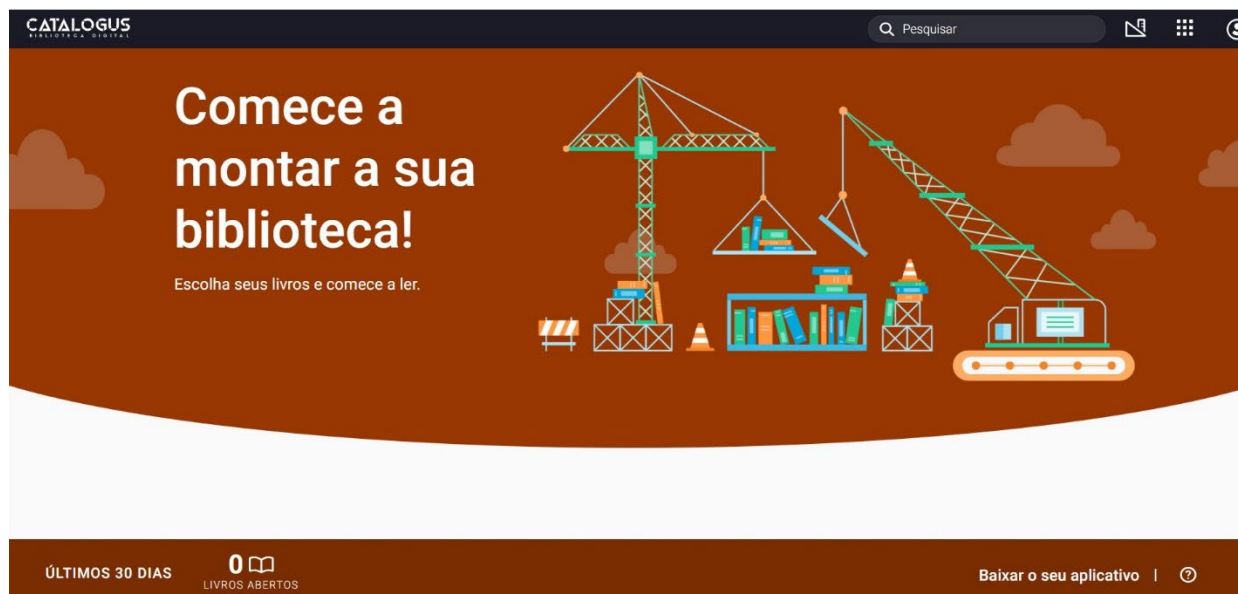 CATALOGUS
BIBLIOTECA DIGITAL
Pesquisar
Comece a
montar a sua
biblioteca!
Escolha seus livros e comece a ler.
ÚLTIMOS 30 DIAS
0
LIVROS ABERTOS
Baixar o seu aplicativo |